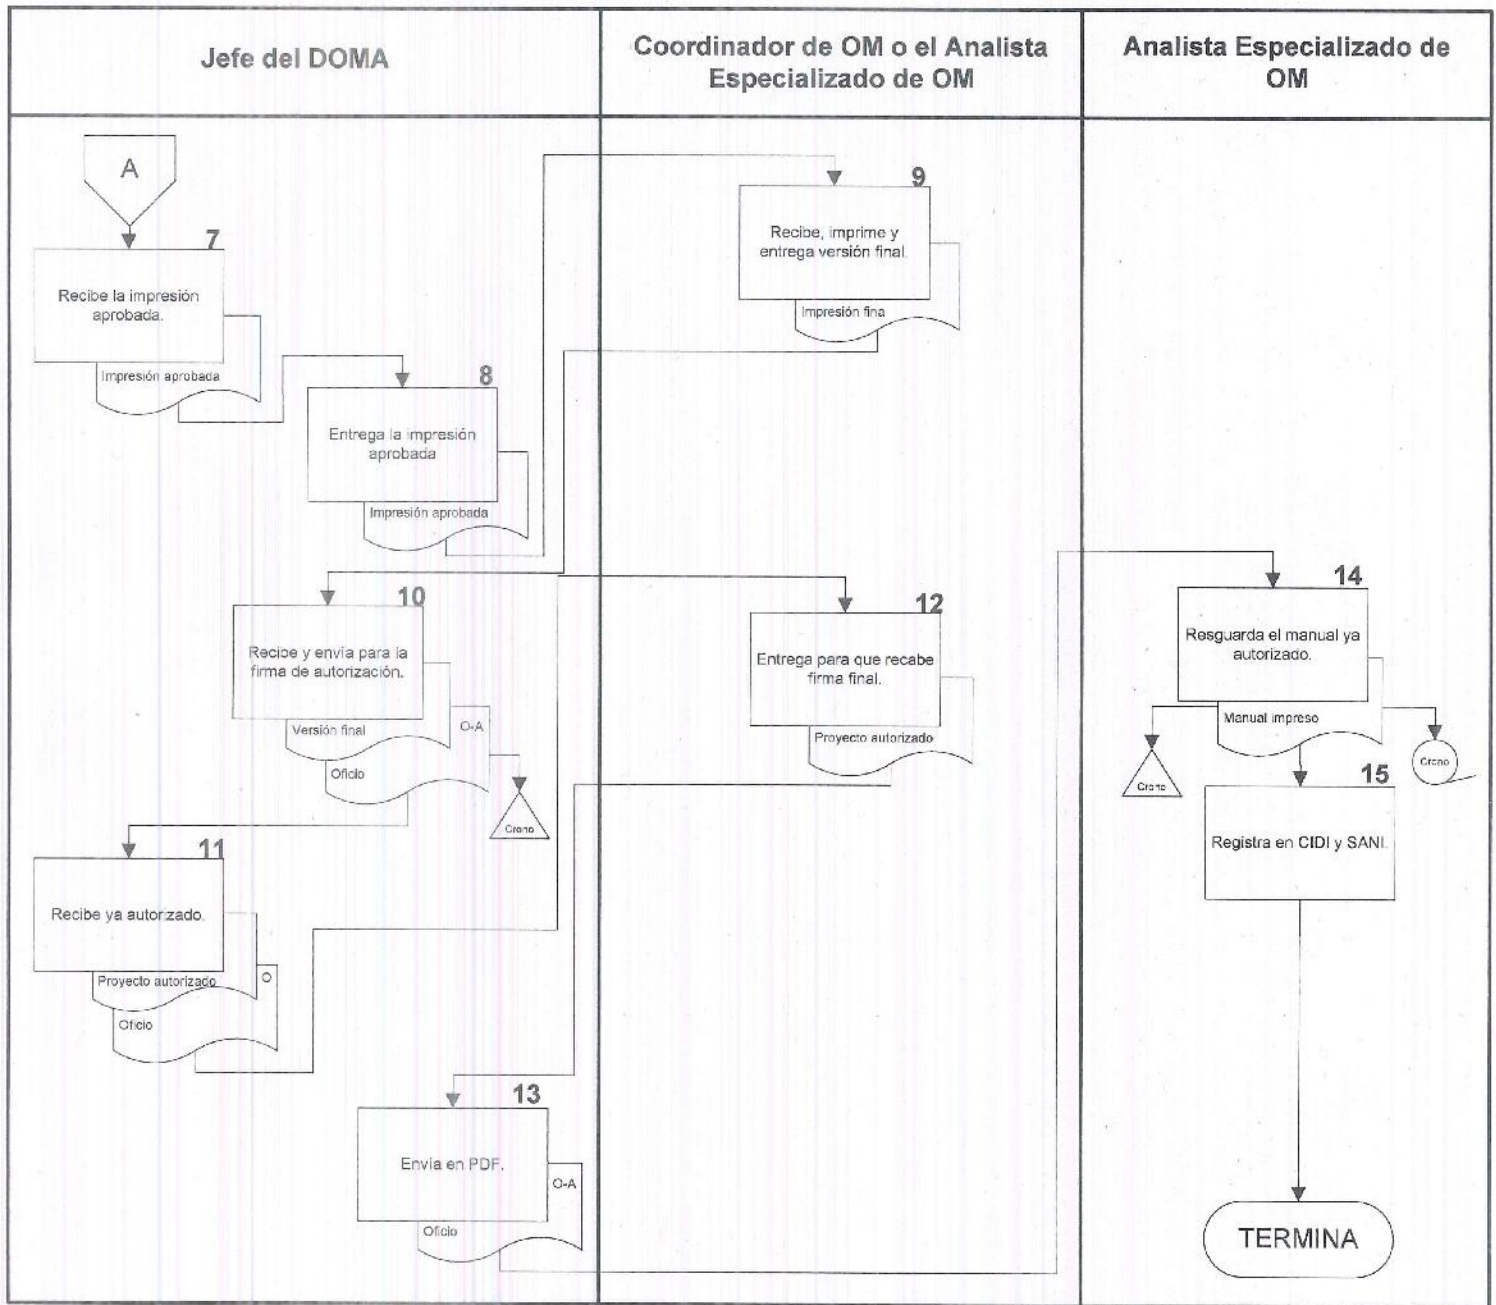 Jefe del DOMA
Coordinador de OM o el Analista
Especializado de OM
Analista Especializado de
OM
A
7
Recibe la impresión
aprobada.
Impresión aprobada
8
Entrega la impresión
aprobada
Impresión aprobada
9
Recibe, imprime y
entrega versión final.
Impresión fina
10
Recibe y envía para la
firma de autorización.
Versión final
O-A
Oficio
Crono
11
Recibe ya autorizado.
Proyecto autorizado
O
Oficio
12
Entrega para que recabe
firma final.
Proyecto autorizado
13
Envía en PDF.
O-A
Oficio
14
Resguarda el manual ya
autorizado.
Manual impreso
Crono
Crono
15
Registra en CIDI y SANI.
TERMINA